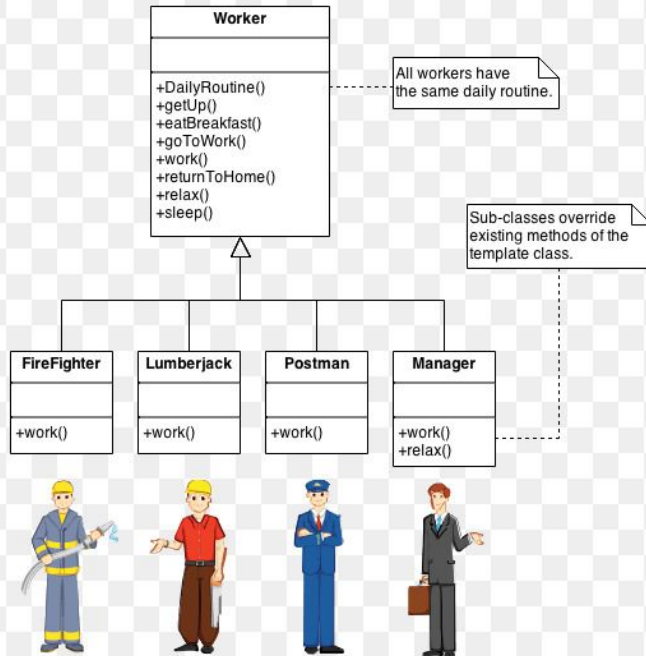 Worker
+DailyRoutine()
+getUp()
+eatBreakfast()
+goToWork()
+work()
+returnToHome()
+relax()
+sleep()
All workers have
the same daily routine.
Sub-classes override
existing methods of the
template class.
FireFighter
+work()
Lumberjack
+work()
Postman
+work()
Manager
+work()
+relax()